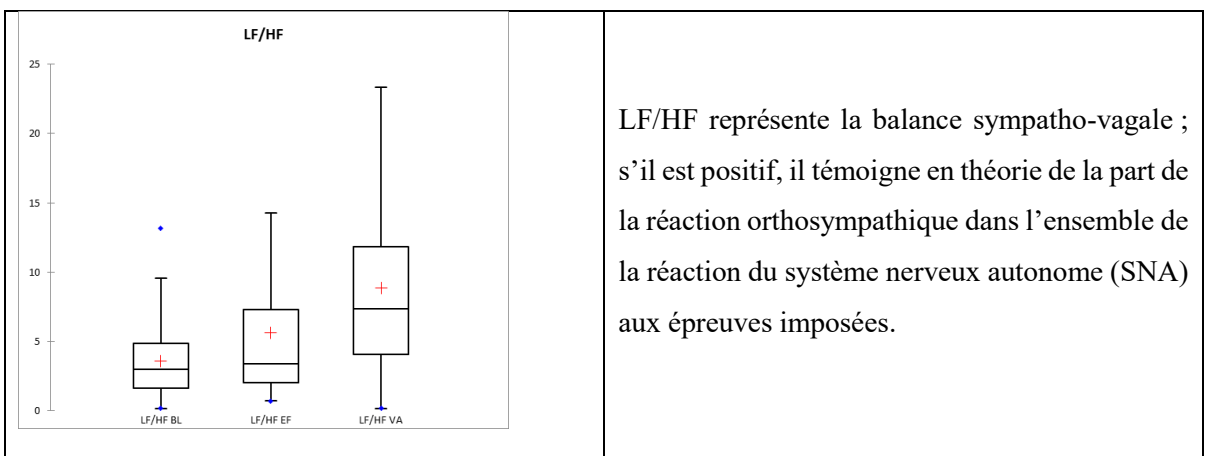 LF/HF
25
20
15
10
5
0
LF/HF BL LF/HF EF LF/HF VA
LF/HF représente la balance sympatho-vagale ;
s’il est positif, il témoigne en théorie de la part de
la réaction orthosympathique dans l’ensemble de
la réaction du système nerveux autonome (SNA)
aux épreuves imposées.